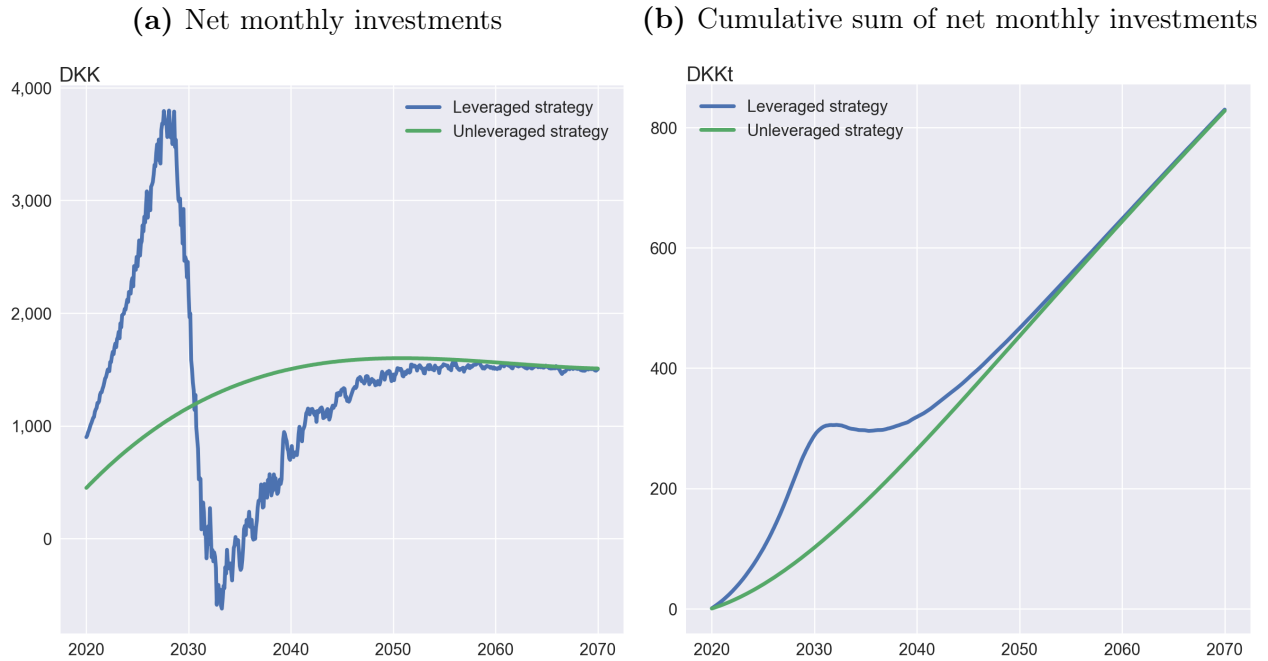 (a) Net monthly investments
DKK
4,000
3,000
2,000
1,000
0
2020 2030 2040 2050 2060 2070
Leveraged strategy
Unleveraged strategy
(b) Cumulative sum of net monthly investments
DKKt
800
600
400
200
0
2020 2030 2040 2050 2060 2070
Leveraged strategy
Unleveraged strategy